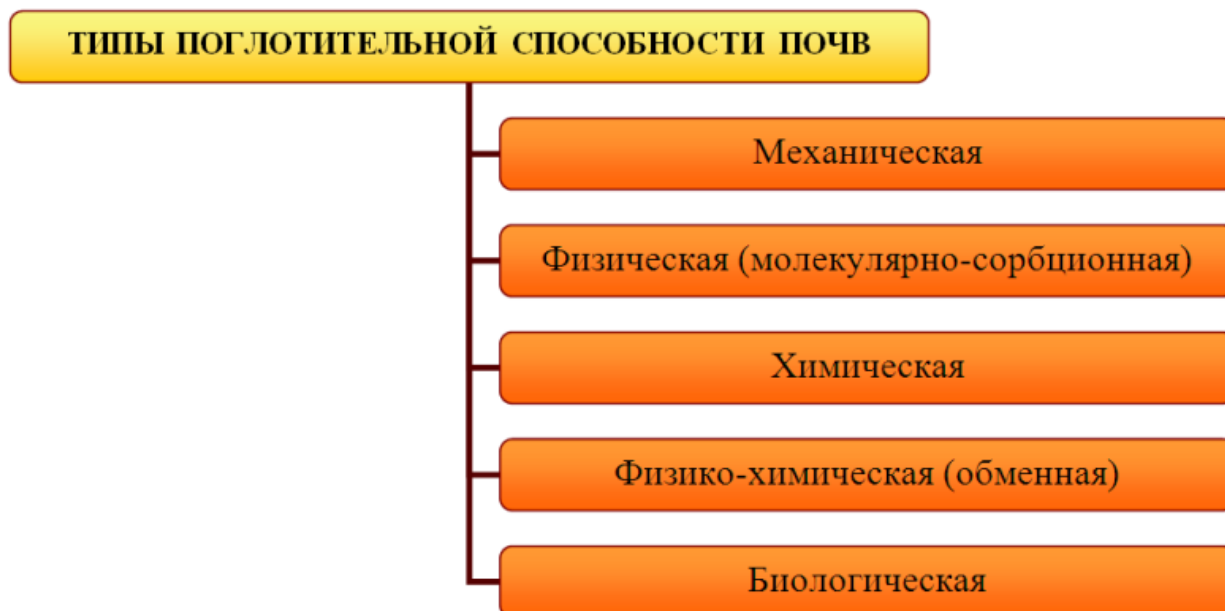 ТИПЫ ПОГЛОТИТЕЛЬНОЙ СПОСОБНОСТИ ПОЧВ
Механическая
Физическая (молекулярно-сорбционная)
Химическая
Физико-химическая (обменная)
Биологическая